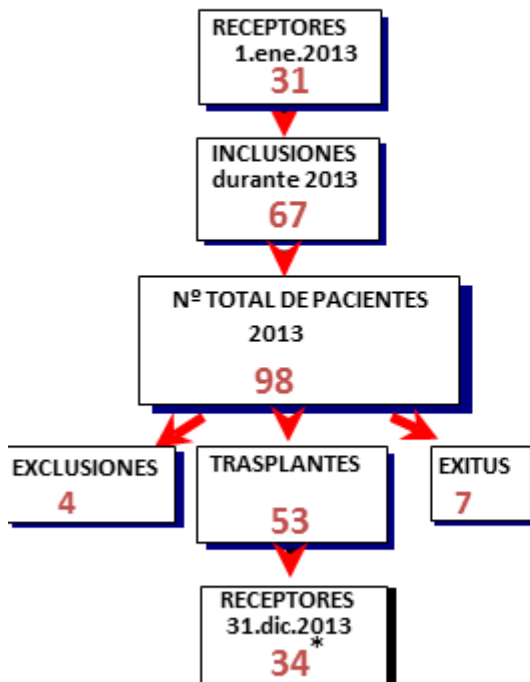 RECEPTORES
1.ene.2013
31
INCLUSIONES
durante 2013
67
Nº TOTAL DE PACIENTES
2013
98
EXCLUSIONES
4
TRASPLANTES
53
EXITUS
7
RECEPTORES
31.dic.2013
34*